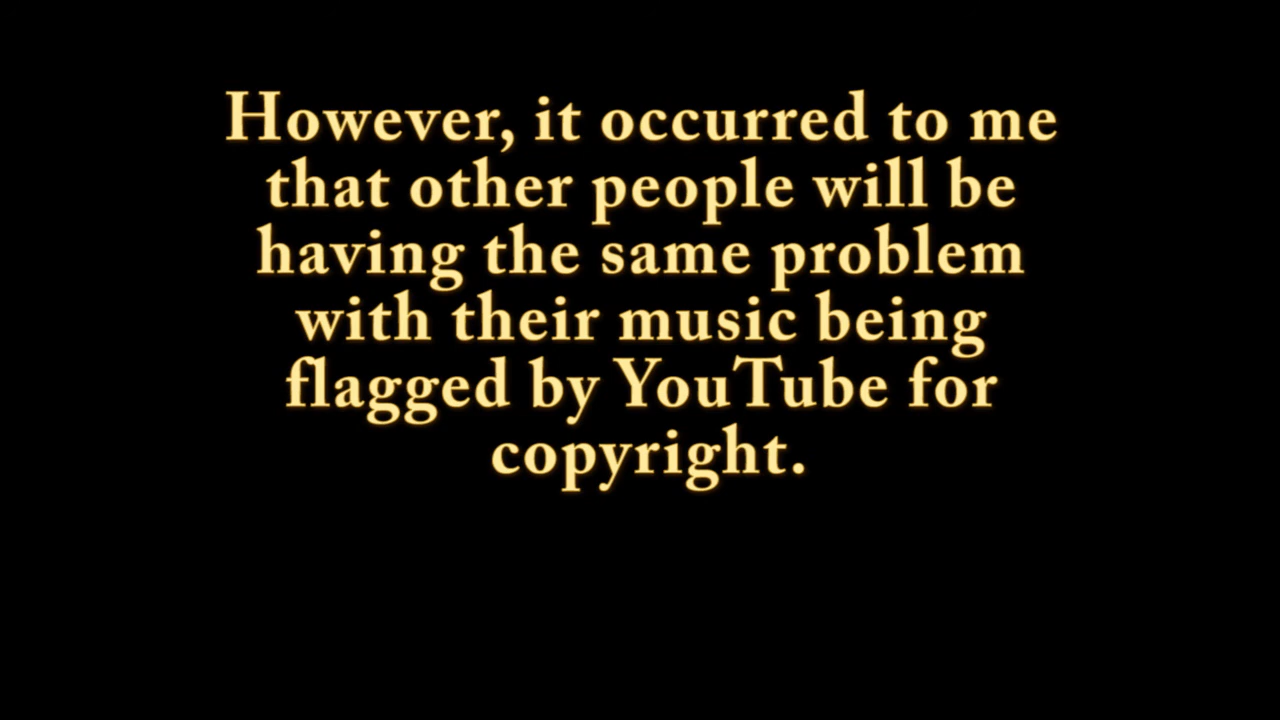 However, it occurred to me
that other people will be
having the same problem
with their music being
flagged by YouTube for
copyright.